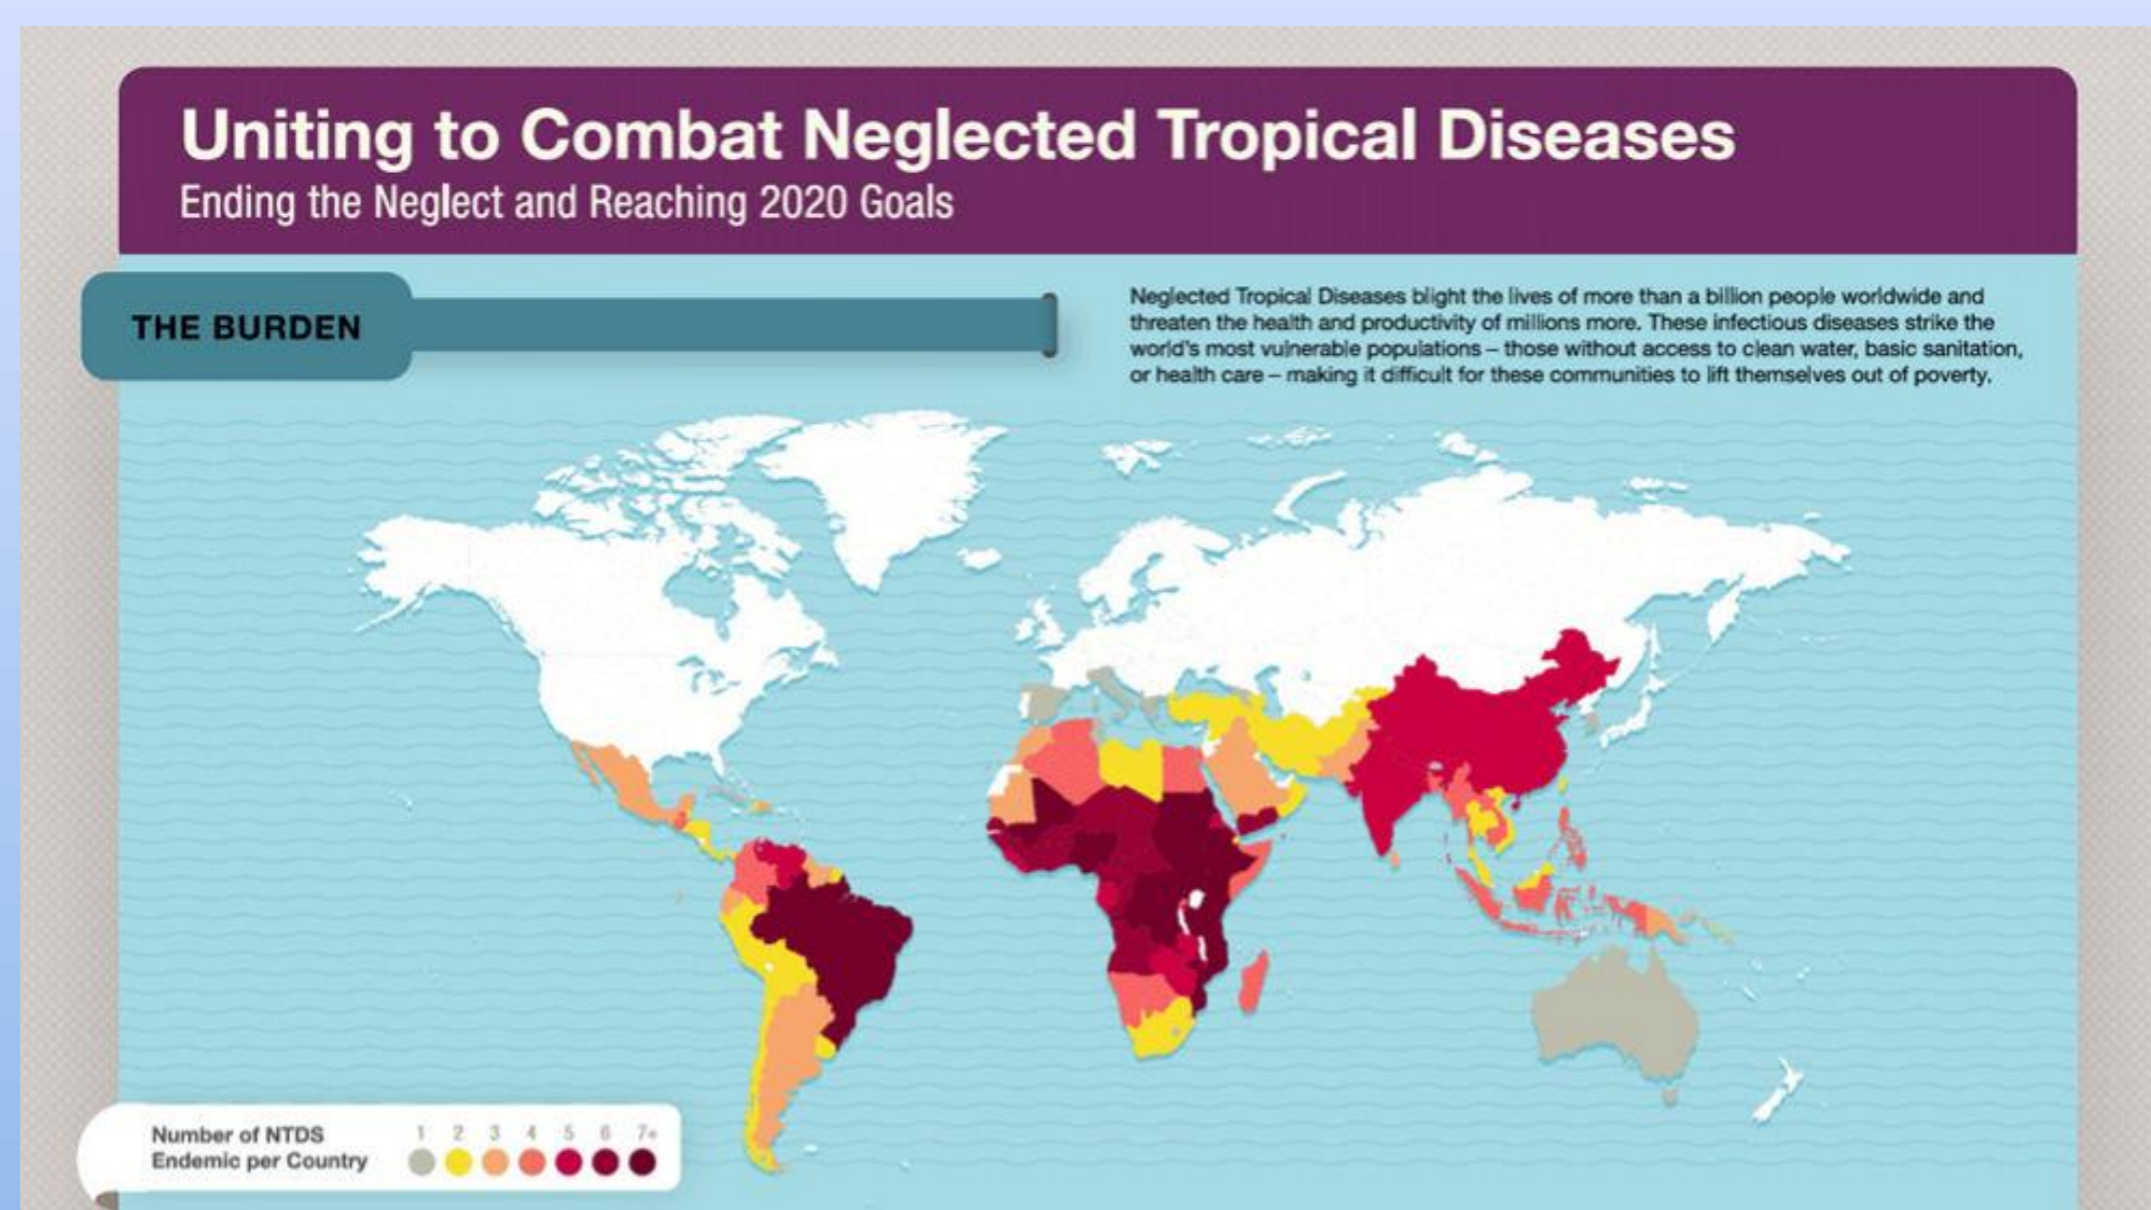 Uniting to Combat Neglected Tropical Diseases
Ending the Neglect and Reaching 2020 Goals
THE BURDEN
Neglected Tropical Diseases blight the lives of more than a billion people worldwide and
threaten the health and productivity of millions more. These infectious diseases strike the
world's most vulnerable populations – those without access to clean water, basic sanitation,
or health care – making it difficult for these communities to lift themselves out of poverty.
Number of NTDS
Endemic per Country
1 2 3 4 5 6 7+